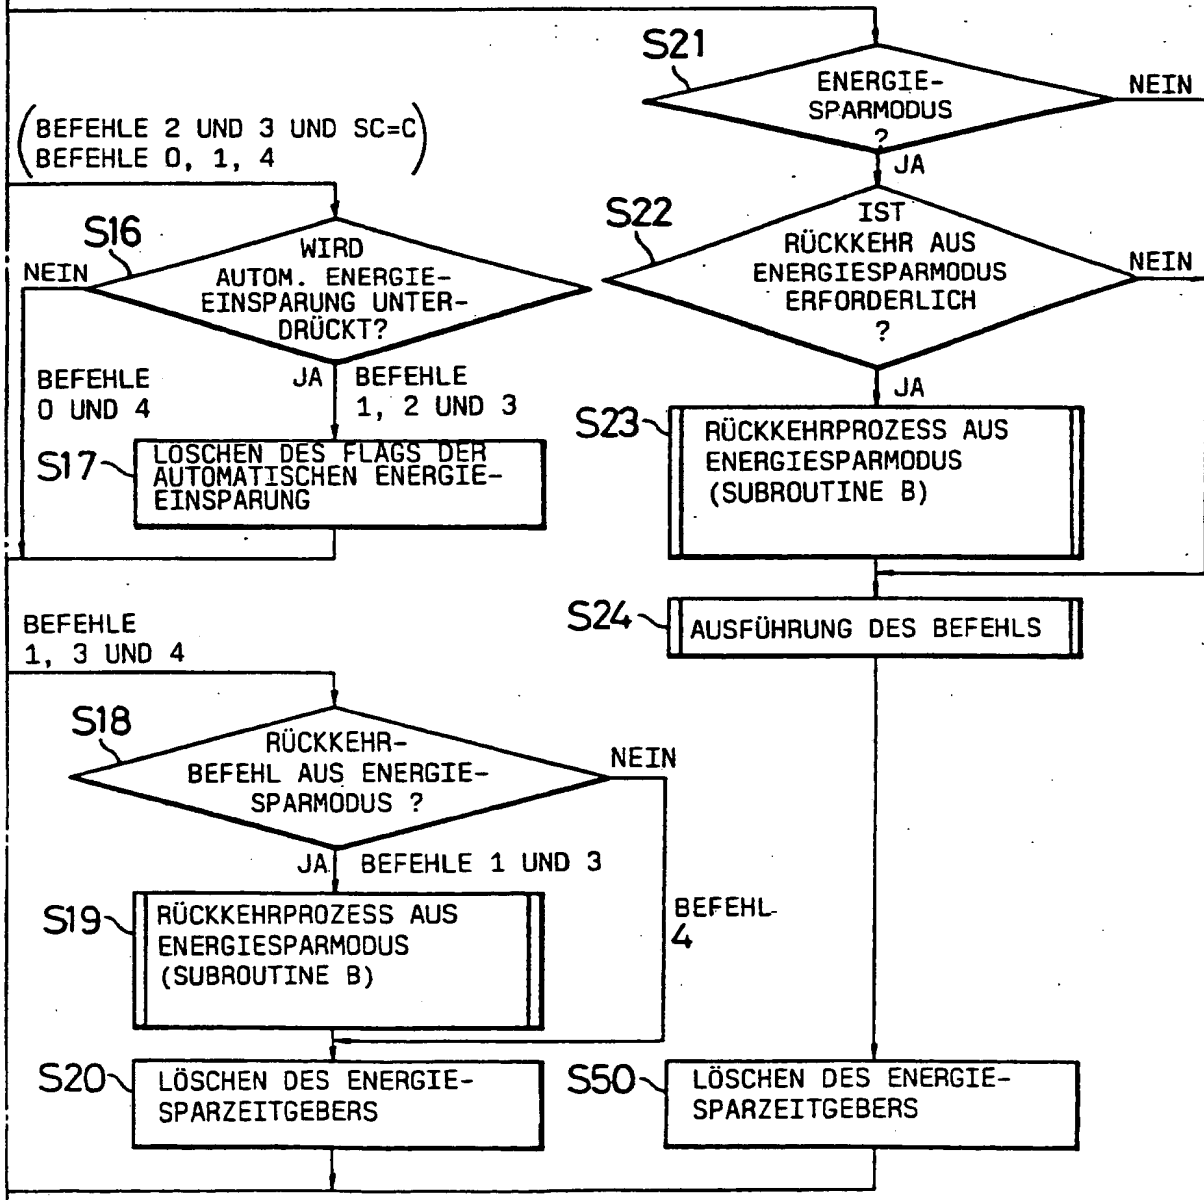 S21
ENERGIE-
SPARMODUS
?
NEIN
JA
(BEFEHLE 2 UND 3 UND SC=C)
BEFEHLE 0, 1, 4
S16
WIRD
AUTOM. ENERGIE-
EINSPARUNG UNTER-
DRÜCKT?
NEIN
BEFEHLE
0 UND 4
JA
BEFEHLE
1, 2 UND 3
S17
LÖSCHEN DES FLAGS DER
AUTOMATISCHEN ENERGIE-
EINSPARUNG
S22
IST
RÜCKKEHR AUS
ENERGIESPARMODUS
ERFORDERLICH
?
NEIN
JA
S23
RÜCKKEHRPROZESS AUS
ENERGIESPARMODUS
(SUBROUTINE B)
S24
AUSFÜHRUNG DES BEFEHLS
BEFEHLE
1, 3 UND 4
S18
RÜCKKEHR-
BEFEHL AUS ENERGIE-
SPARMODUS ?
NEIN
JA BEFEHLE 1 UND 3
BEFEHL
4
S19
RÜCKKEHRPROZESS AUS
ENERGIESPARMODUS
(SUBROUTINE B)
S20
LÖSCHEN DES ENERGIE-
SPARZEITGEBERS
S50
LÖSCHEN DES ENERGIE-
SPARZEITGEBERS